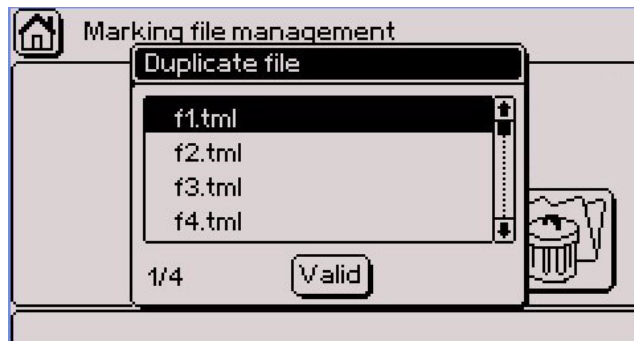 Marking file management
Duplicate file
f1.tml
f2.tml
f3.tml
f4.tml
1/4 Valid